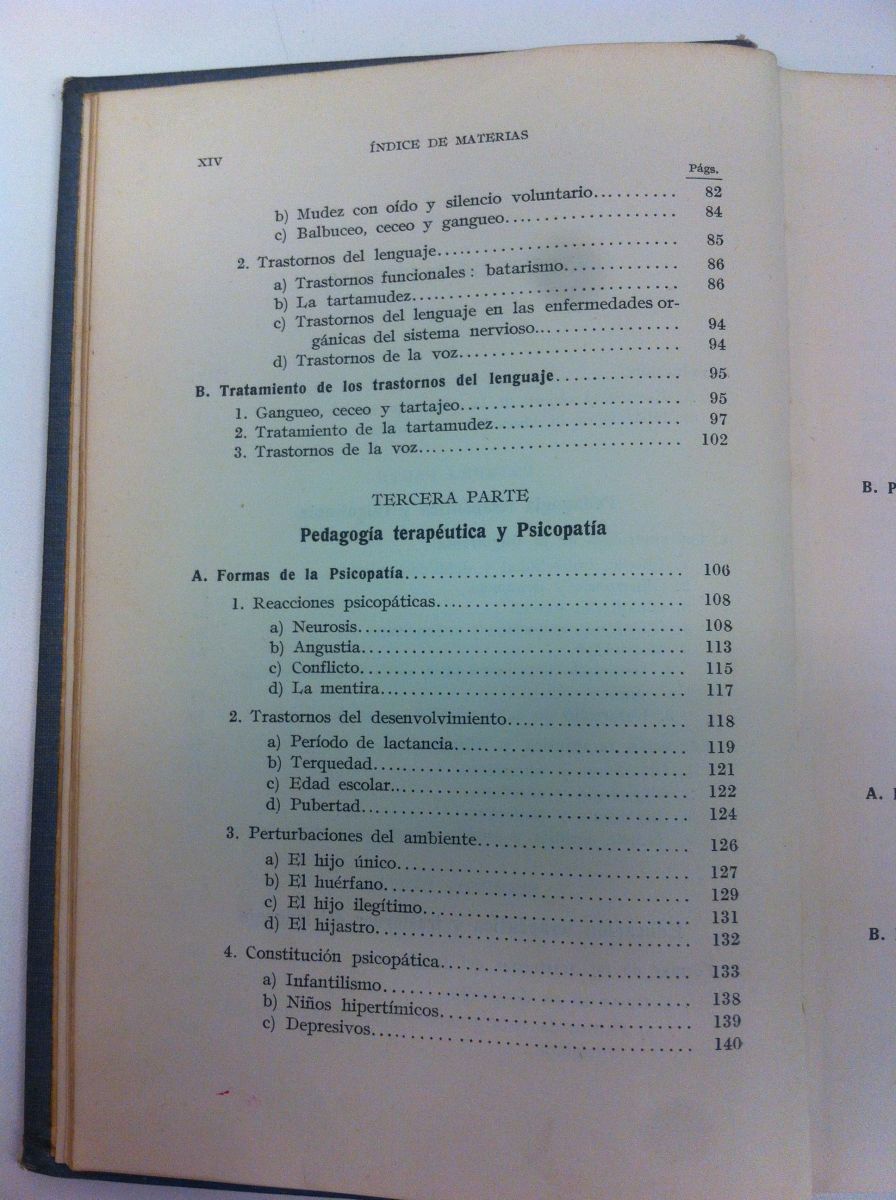 XIV
ÍNDICE DE MATERIAS
Págs.
b) Mudez con oído y silencio voluntario.......... 82
c) Balbuceo, ceceo y gangueo.................... 84
2. Trastornos del lenguaje............................ 85
a) Trastornos funcionales : batarismo............. 86
b) La tartamudez................................ 86
c) Trastornos del lenguaje en las enfermedades or-
gánicas del sistema nervioso................. 94
d) Trastornos de la voz.......................... 94
B. Tratamiento de los trastornos del lenguaje.............. 95
1. Gangueo, ceceo y tartajeo.......................... 95
2. Tratamiento de la tartamudez...................... 97
3. Trastornos de la voz............................... 102
TERCERA PARTE
Pedagogía terapéutica y Psicopatía
A. Formas de la Psicopatía............................... 106
1. Reacciones psicopáticas............................ 108
a) Neurosis..................................... 108
b) Angustia..................................... 113
c) Conflicto..................................... 115
d) La mentira................................... 117
2. Trastornos del desenvolvimiento.................... 118
a) Período de lactancia.......................... 119
b) Terquedad................................... 121
c) Edad escolar................................. 122
d) Pubertad.................................... 124
3. Perturbaciones del ambiente........................ 126
a) El hijo único................................. 127
b) El huérfano.................................. 129
c) El hijo ilegítimo.............................. 131
d) El hijastro................................... 132
4. Constitución psicopática........................... 133
a) Infantilismo.................................. 138
b) Niños hipertímicos............................ 139
c) Depresivos................................... 140
B. P
A.
B.